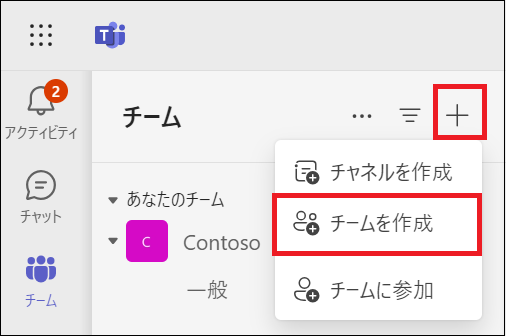 T
2
アクティビティ
チーム
チャット
チャネルを作成
あなたのチーム
チームを作成
C
Contoso
チーム
一般
チームに参加